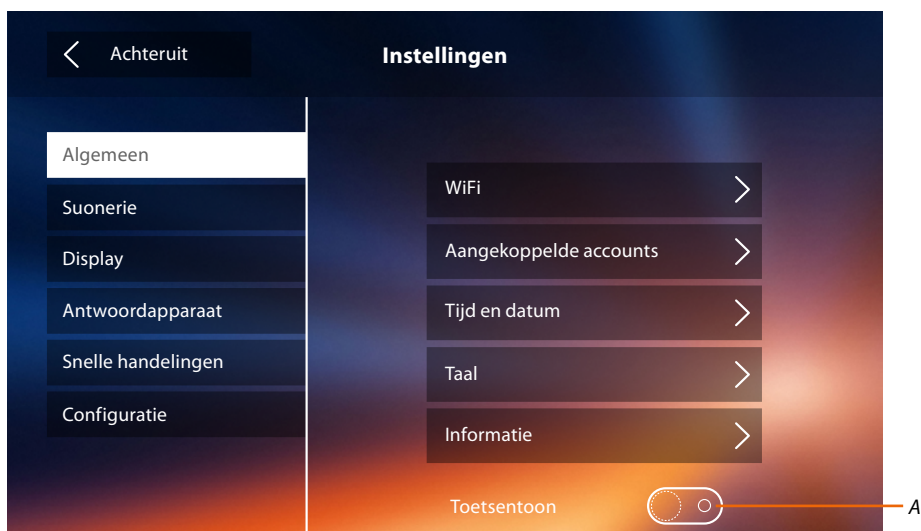 Achteruit
Instellingen
Algemeen
Suonerie
Display
Antwoordapparaat
Snelle handelingen
Configuratie
WiFi
Aangekoppelde accounts
Tijd en datum
Taal
Informatie
Toetsentoon
A